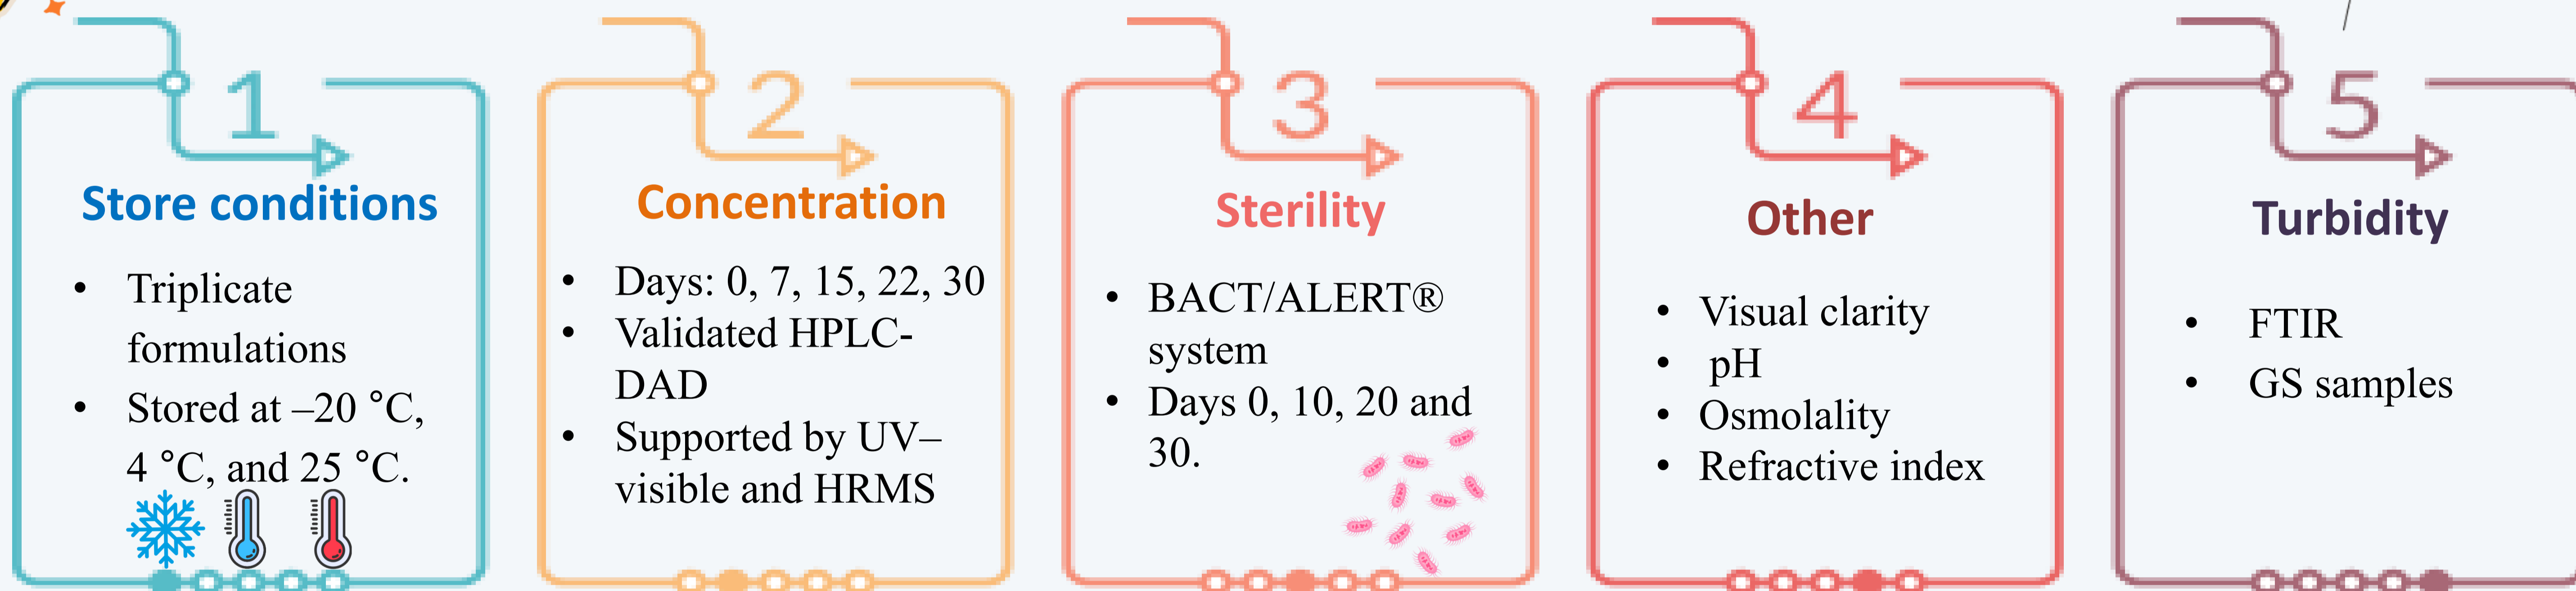 1
Store conditions
• Triplicate
formulations
• Stored at –20 °C,
4 °C, and 25 °C.
2
Concentration
• Days: 0, 7, 15, 22, 30
• Validated HPLC-
DAD
• Supported by UV–
visible and HRMS
3
Sterility
• BACT/ALERT®
system
• Days 0, 10, 20 and
30.
4
Other
• Visual clarity
• pH
• Osmolality
• Refractive index
5
Turbidity
• FTIR
• GS samples